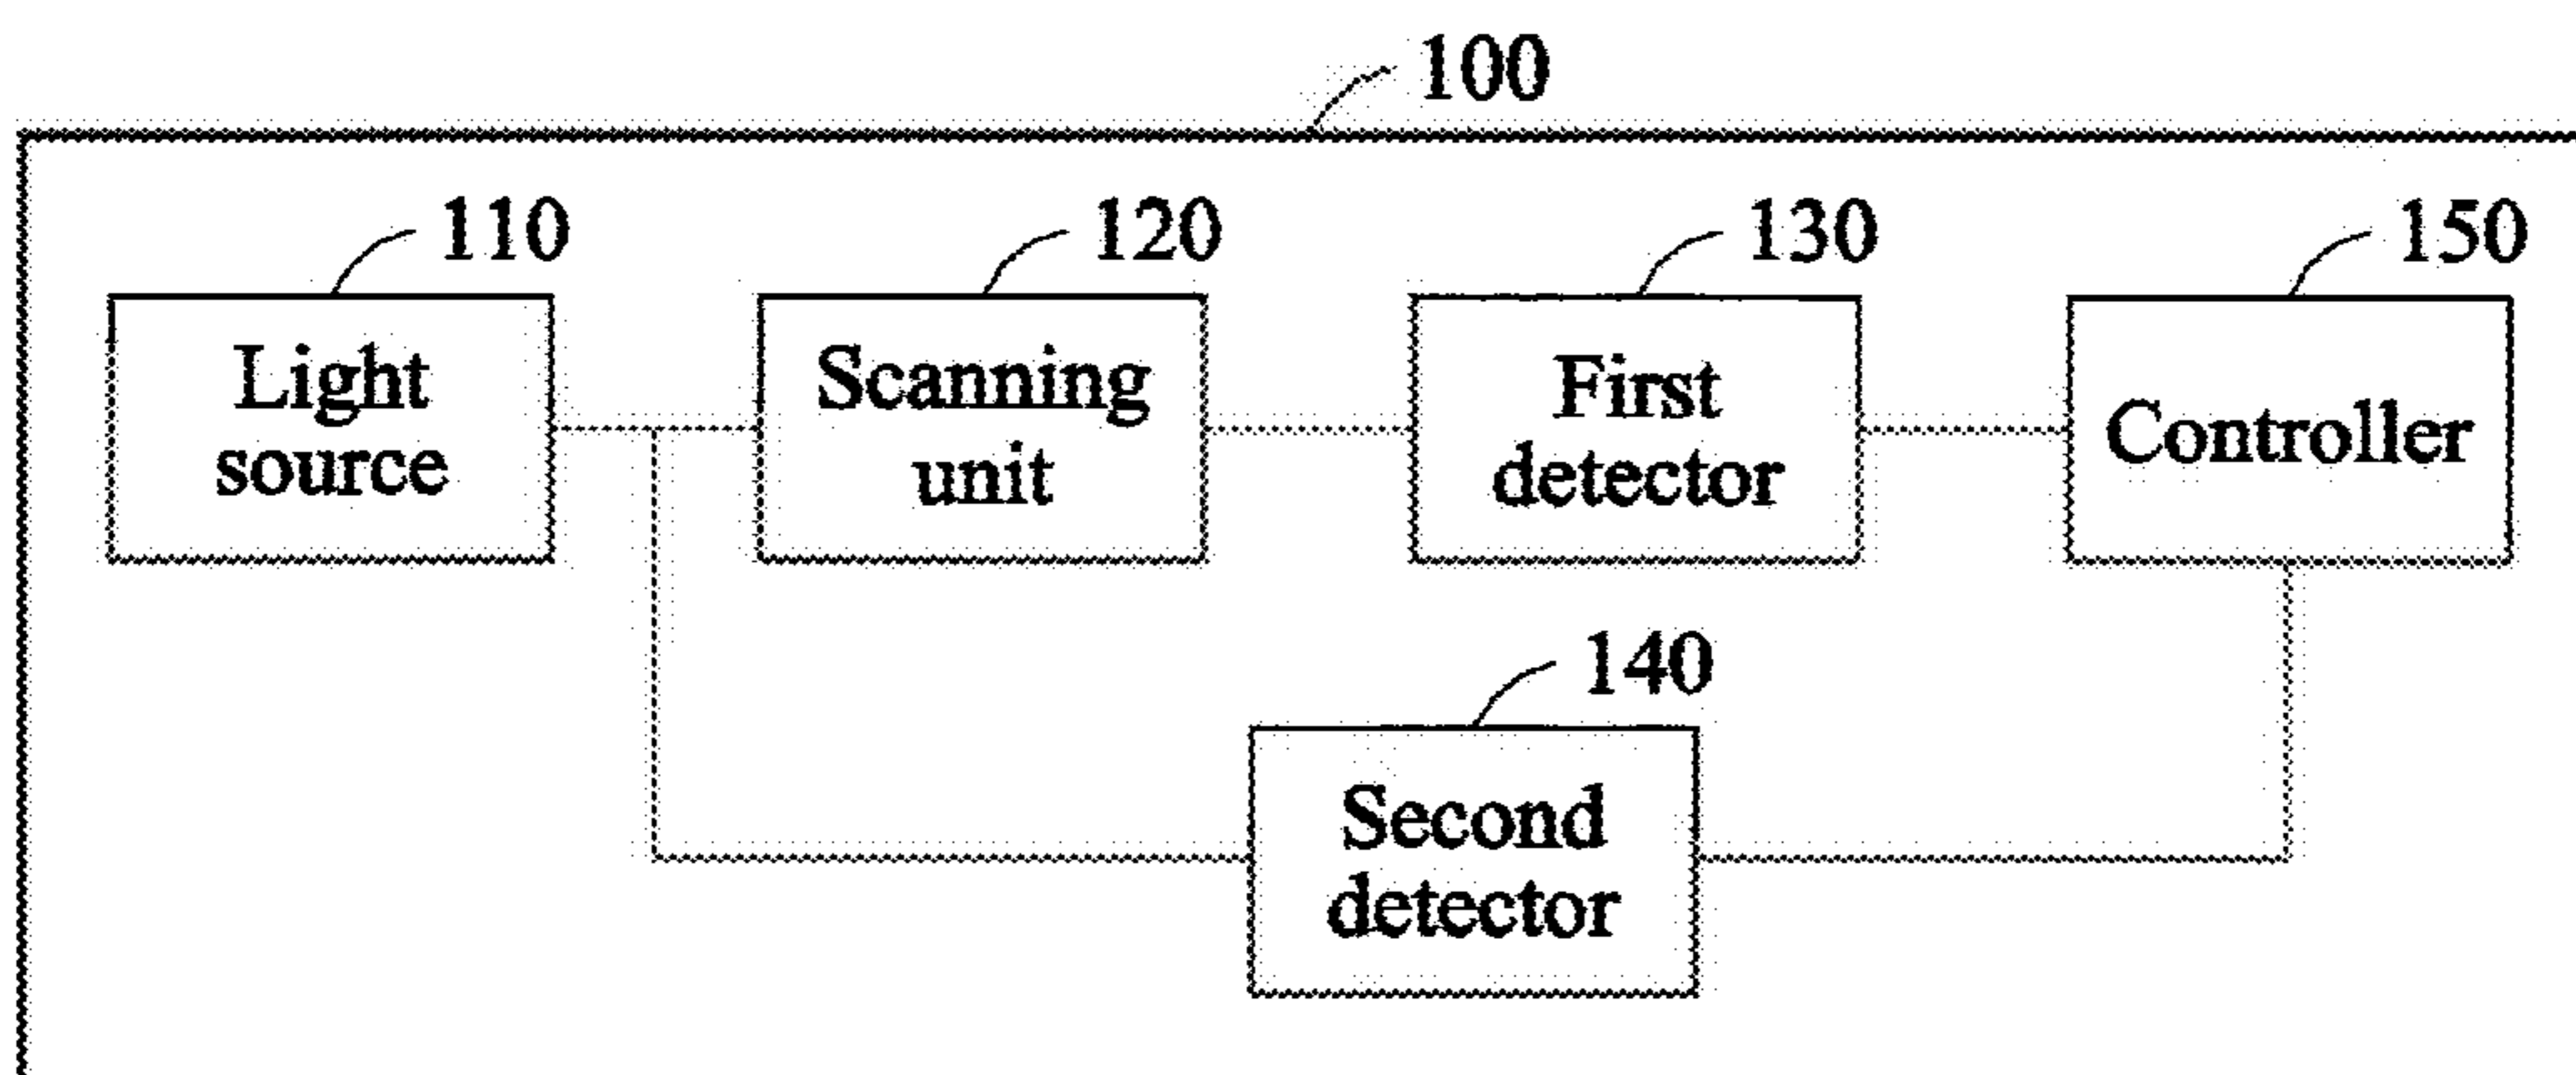 100
110
120
130
150
Light
source
Scanning
unit
First
detector
Controller
140
Second
detector